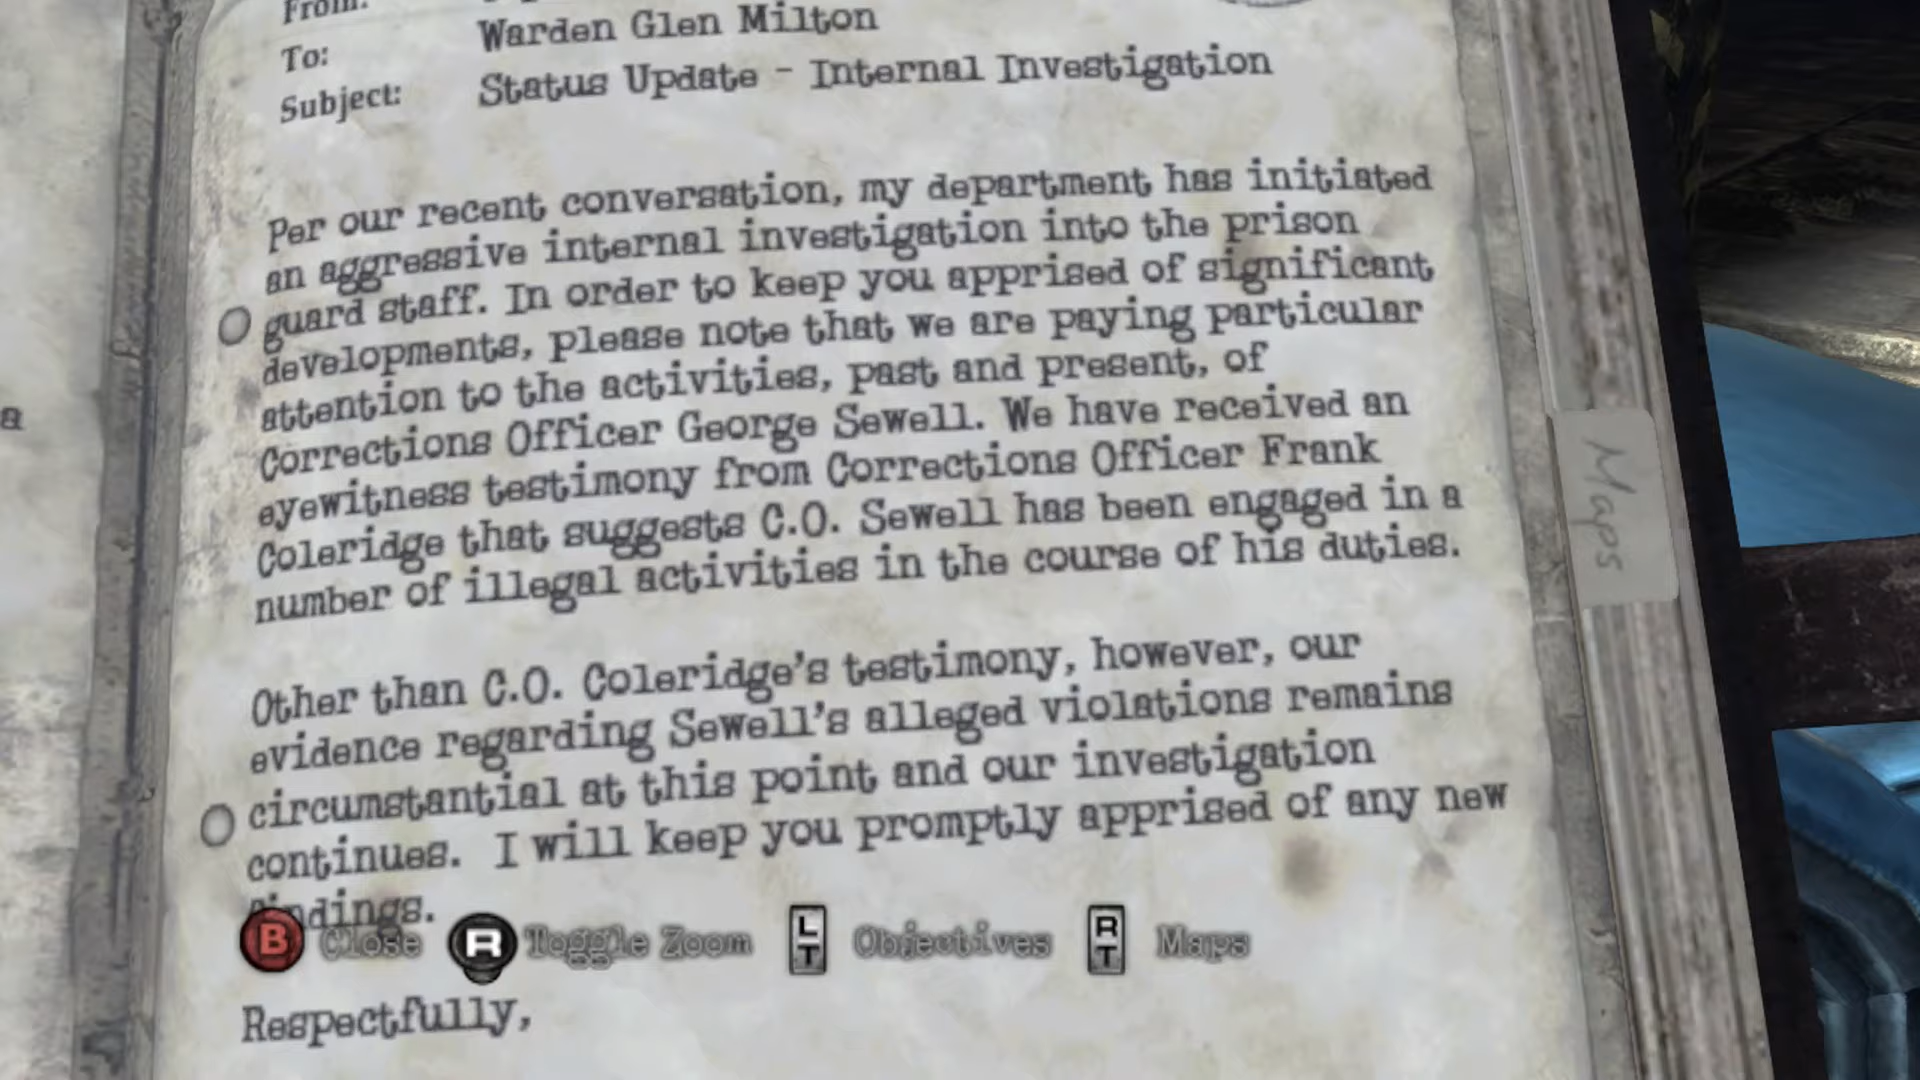 From:
To: Warden Glen Milton
Subject: Status Update - Internal Investigation
Per our recent conversation, my department has initiated
an aggressive internal investigation into the prison
guard staff. In order to keep you apprised of significant
developments, please note that we are paying particular
attention to the activities, past and present, of
Corrections Officer George Sewell. We have received an
eyewitness testimony from Corrections Officer Frank
Coleridge that suggests C.O. Sewell has been engaged in a
number of illegal activities in the course of his duties.
Other than C.O. Coleridge's testimony, however, our
evidence regarding Sewell's alleged violations remains
circumstantial at this point and our investigation
continues. I will keep you promptly apprised of any new
findings.
B Close R Toggle Zoom LT Objectives RT Maps
Respectfully,
a
Maps